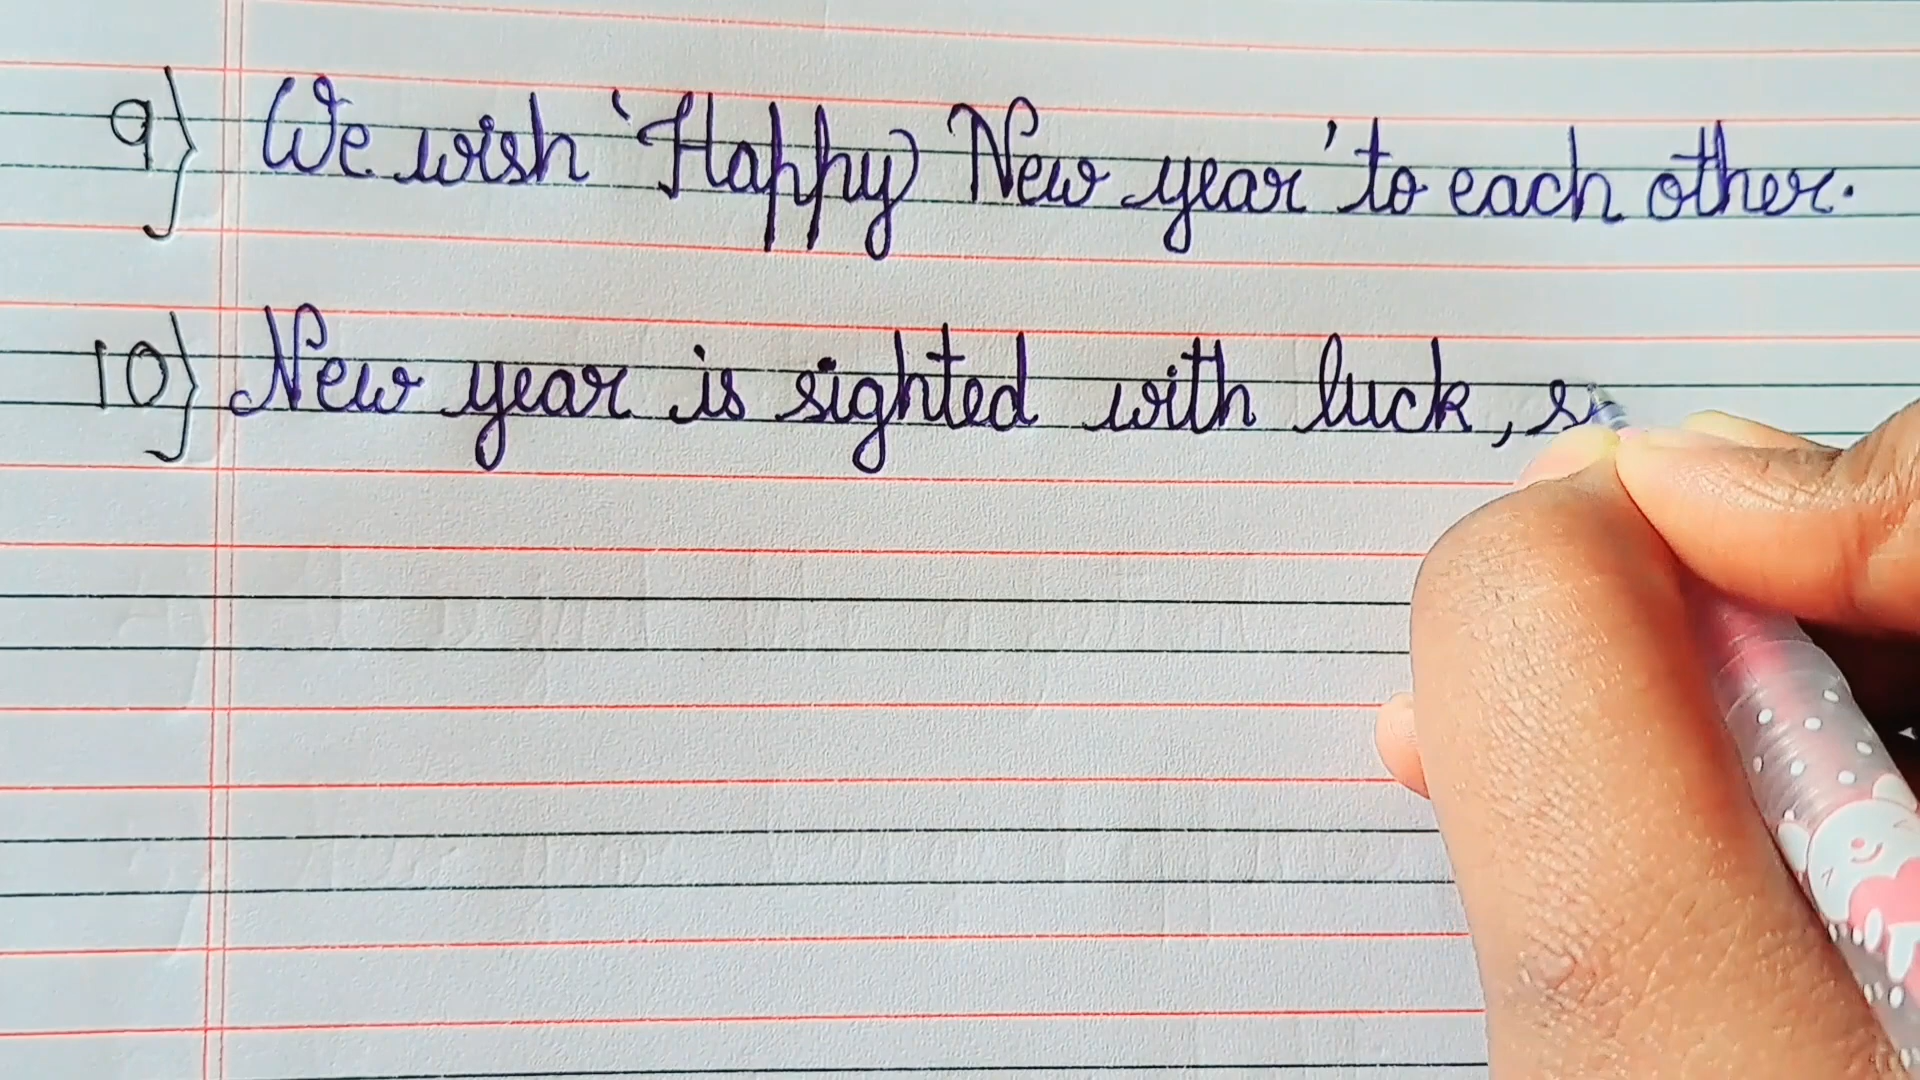 9) We wish 'Happy New year' to each other.
10) New year is sighted with luck,